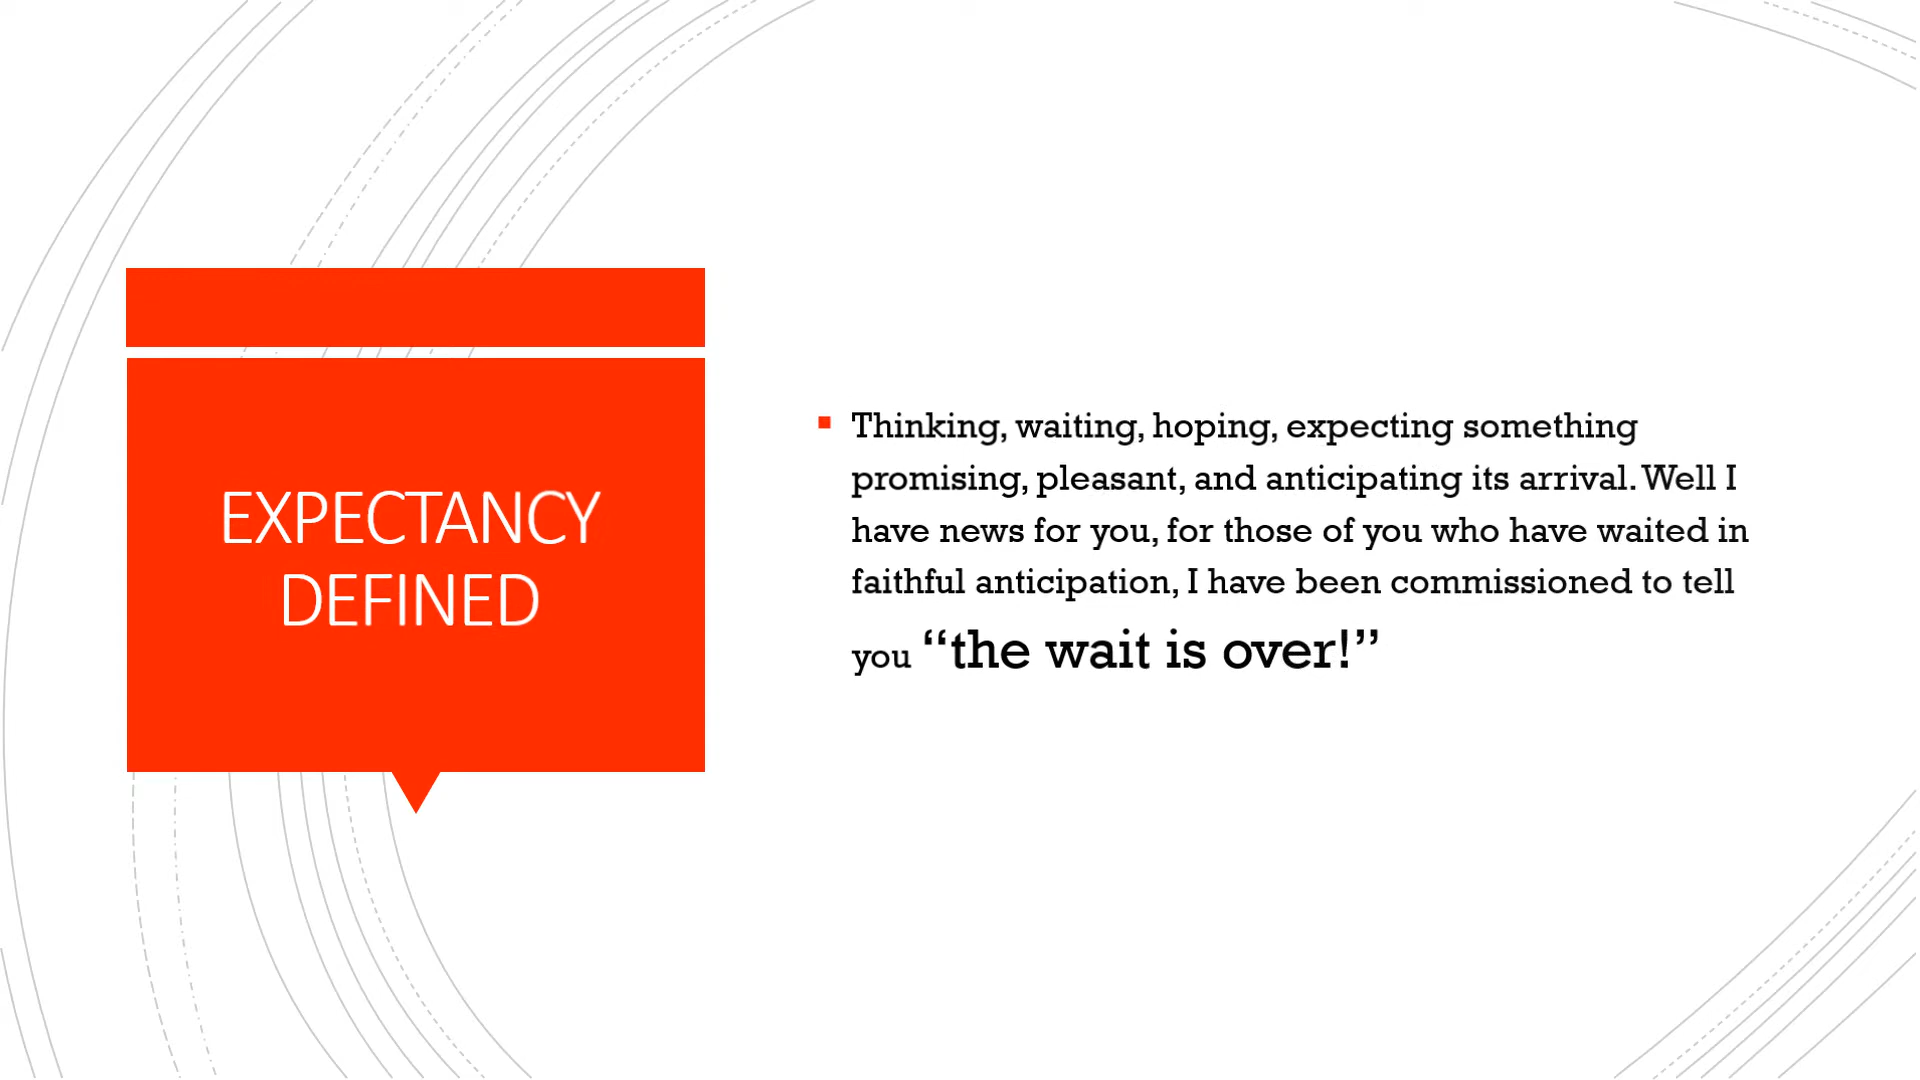 EXPECTANCY
DEFINED
Thinking, waiting, hoping, expecting something
promising, pleasant, and anticipating its arrival. Well I
have news for you, for those of you who have waited in
faithful anticipation, I have been commissioned to tell
you “the wait is over!”